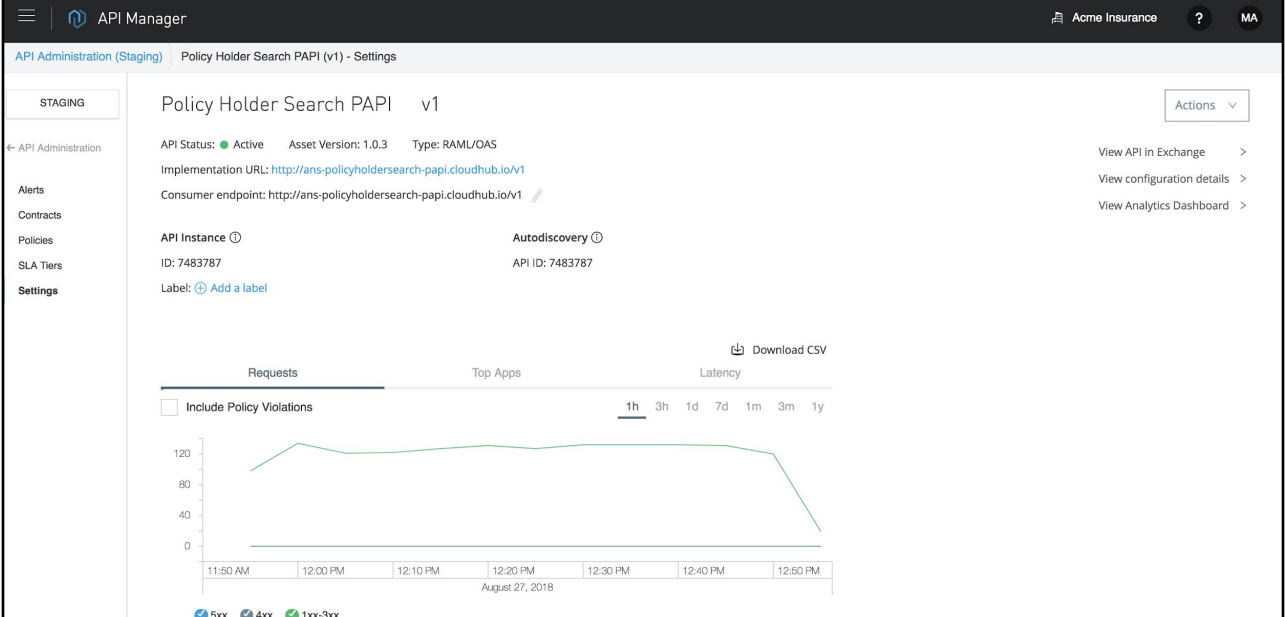 API Manager
Acme Insurance
?
MA
API Administration (Staging)
Policy Holder Search PAPI (v1) - Settings
STAGING
← API Administration
Alerts
Contracts
Policies
SLA Tiers
Settings
Policy Holder Search PAPI v1
Actions
API Status: Active Asset Version: 1.0.3 Type: RAML/OAS
Implementation URL: http://ans-policyholdersearch-papi.cloudhub.io/v1
Consumer endpoint: http://ans-policyholdersearch-papi.cloudhub.io/v1
View API in Exchange >
View configuration details >
View Analytics Dashboard >
API Instance
Autodiscovery
ID: 7483787
API ID: 7483787
Label: Add a label
Download CSV
Requests Top Apps Latency
Include Policy Violations
1h 3h 1d 7d 1m 3m 1y
120
80
40
0
11:50 AM 12:00 PM 12:10 PM 12:20 PM 12:30 PM 12:40 PM 12:50 PM
August 27, 2018
5xx 4xx 1xx-3xx